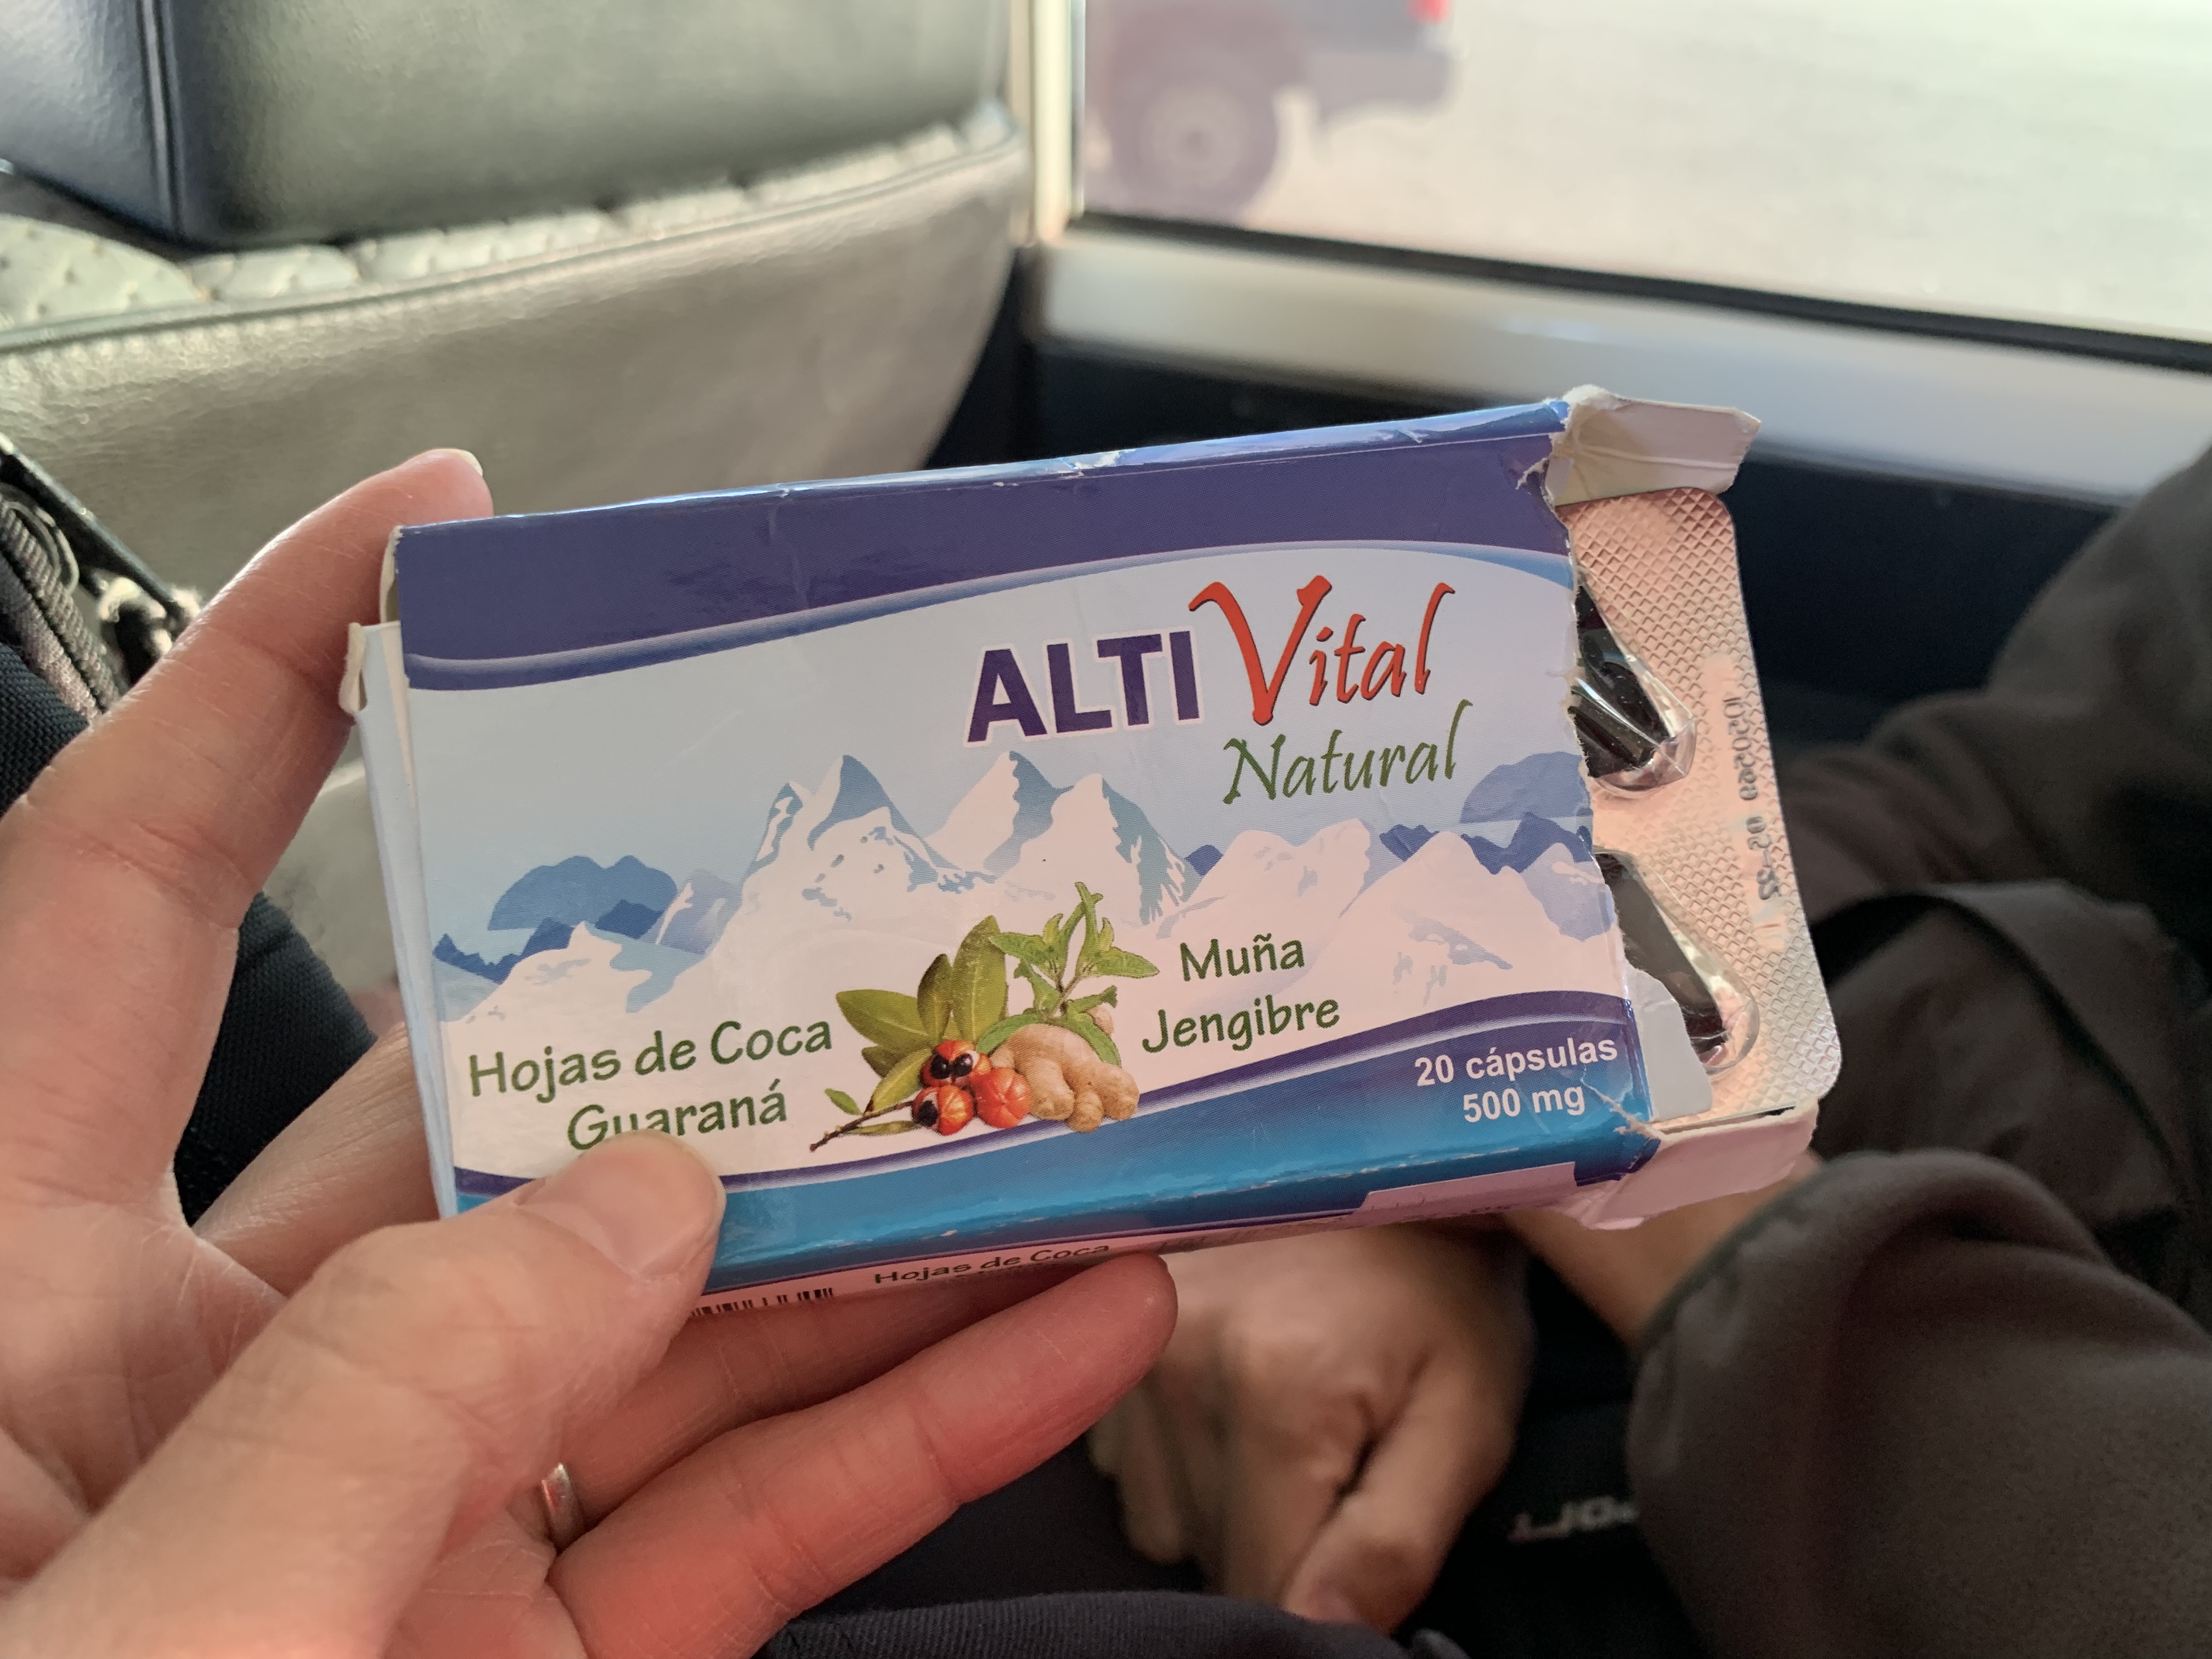 ALTI Vital
Natural
Muña
Jengibre
Hojas de Coca
Guaraná
20 cápsulas
500 mg
Hojas de Coca